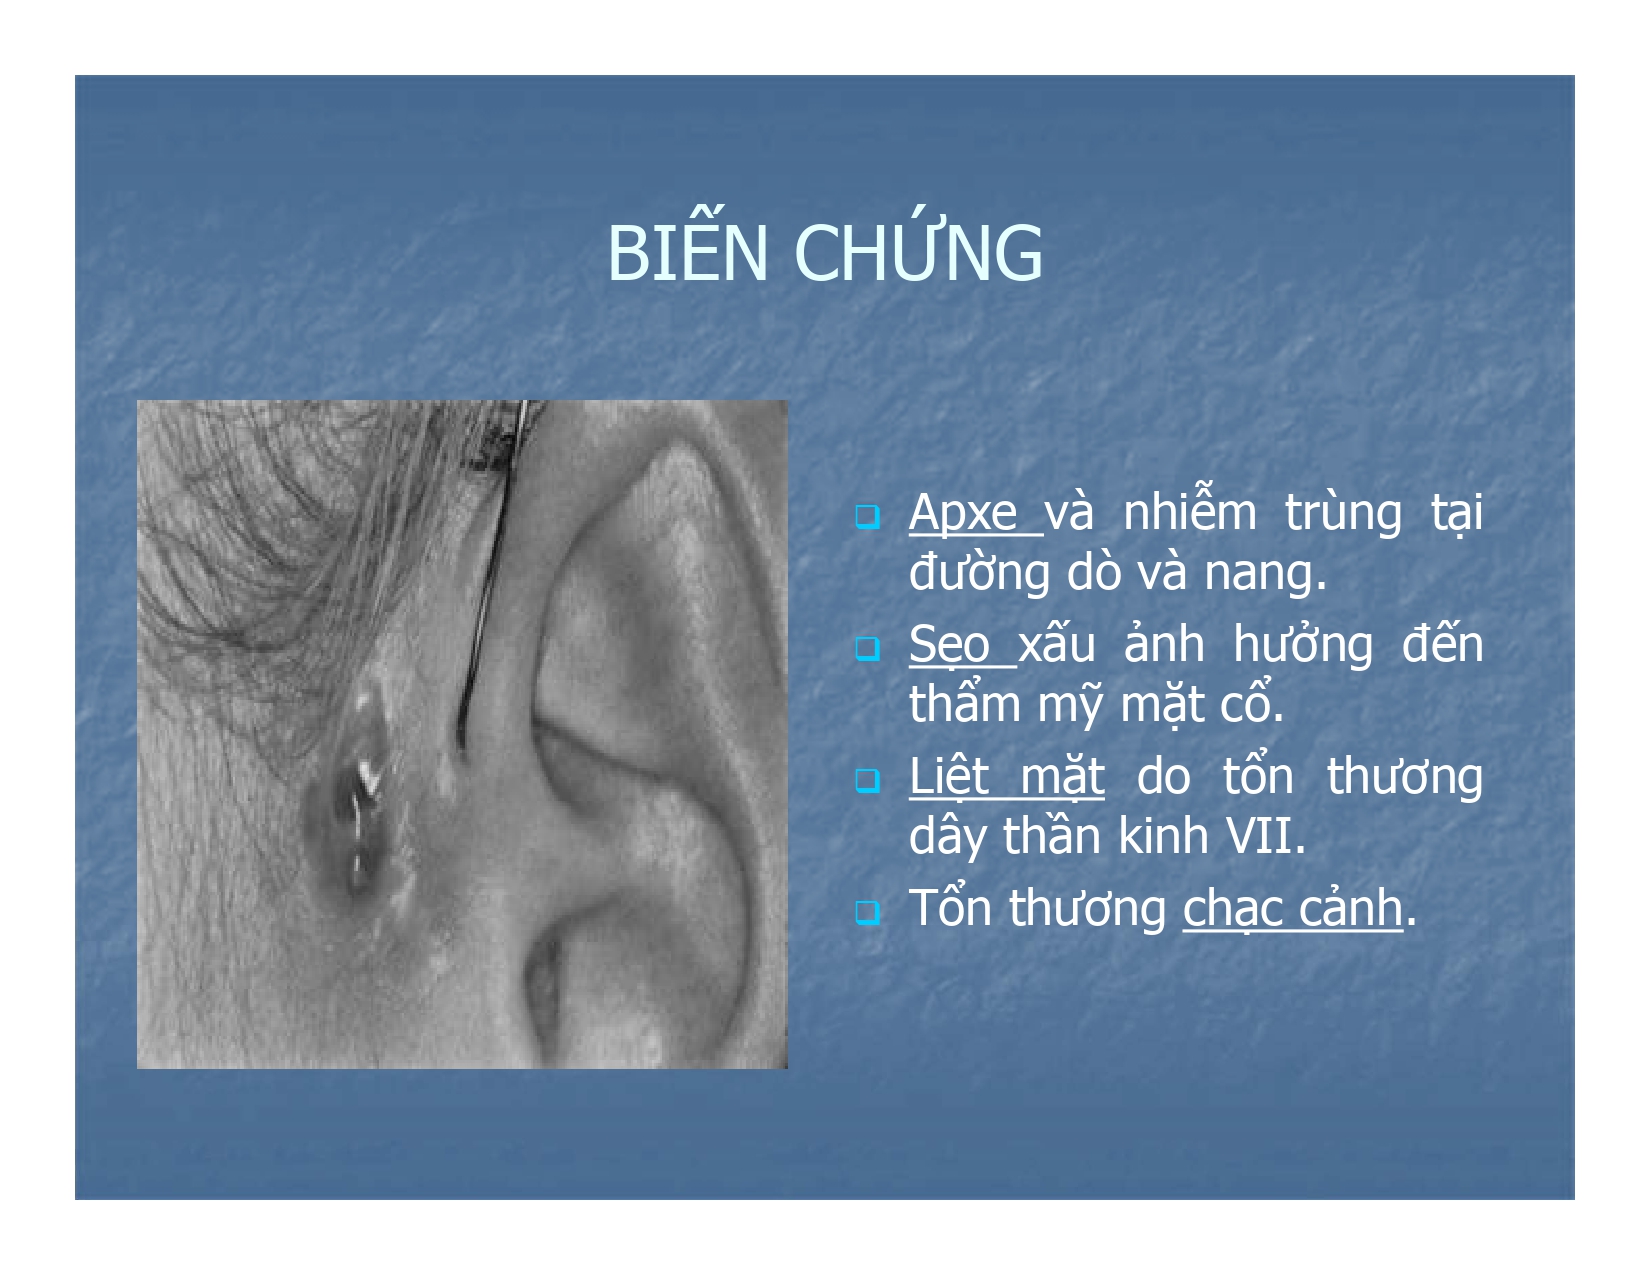 BIẾN CHỨNG
Apxe và nhiễm trùng tại
đường dò và nang.
Sẹo xấu ảnh hưởng đến
thẩm mỹ mặt cổ.
Liệt mặt do tổn thương
dây thần kinh VII.
Tổn thương chạc cảnh.